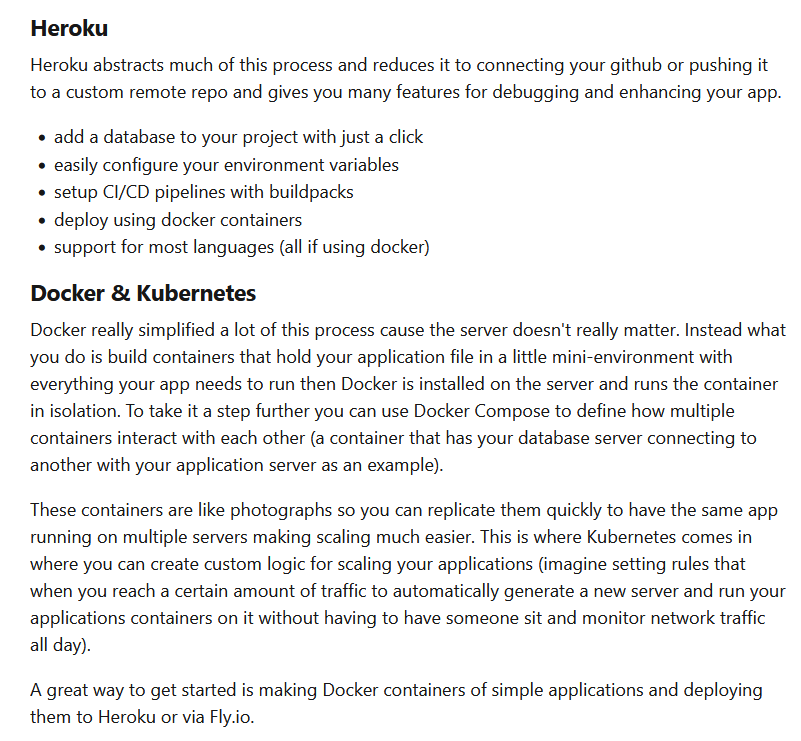 Heroku
Heroku abstracts much of this process and reduces it to connecting your github or pushing it
to a custom remote repo and gives you many features for debugging and enhancing your app.
• add a database to your project with just a click
• easily configure your environment variables
• setup CI/CD pipelines with buildpacks
• deploy using docker containers
• support for most languages (all if using docker)
Docker & Kubernetes
Docker really simplified a lot of this process cause the server doesn't really matter. Instead what
you do is build containers that hold your application file in a little mini-environment with
everything your app needs to run then Docker is installed on the server and runs the container
in isolation. To take it a step further you can use Docker Compose to define how multiple
containers interact with each other (a container that has your database server connecting to
another with your application server as an example).
These containers are like photographs so you can replicate them quickly to have the same app
running on multiple servers making scaling much easier. This is where Kubernetes comes in
where you can create custom logic for scaling your applications (imagine setting rules that
when you reach a certain amount of traffic to automatically generate a new server and run your
applications containers on it without having to have someone sit and monitor network traffic
all day).
A great way to get started is making Docker containers of simple applications and deploying
them to Heroku or via Fly.io.